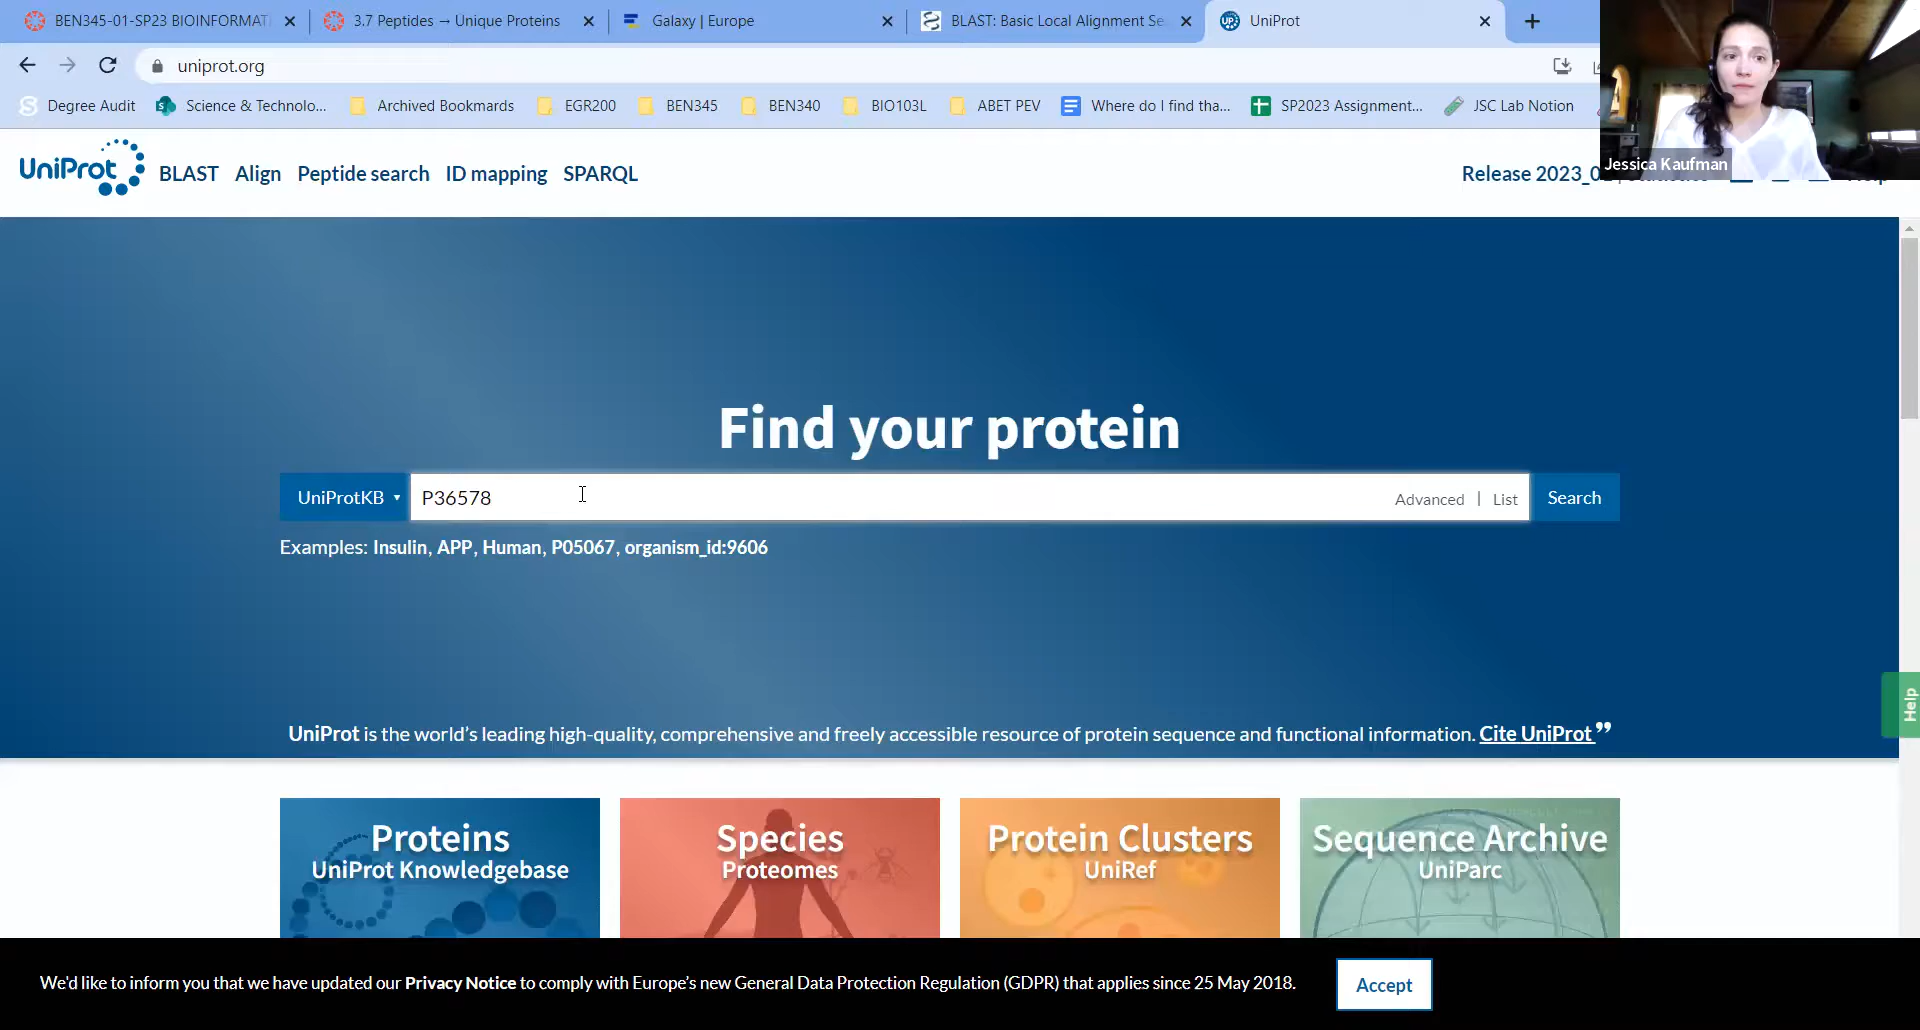 BEN345-01-SP23 BIOINFORMAT
3.7 Peptides → Unique Proteins
Galaxy | Europe
BLAST: Basic Local Alignment Se
UniProt
uniprot.org
Degree Audit
Science & Technolo...
Archived Bookmards
EGR200
BEN345
BEN340
BIO103L
ABET PEV
Where do I find tha...
SP2023 Assignment...
JSC Lab Notion
Jessica Kaufman
UniProt
BLAST
Align
Peptide search
ID mapping
SPARQL
Release 2023_0
Find your protein
UniProtKB
P36578
Advanced | List
Search
Examples: Insulin, APP, Human, P05067, organism_id:9606
Help
UniProt is the world's leading high-quality, comprehensive and freely accessible resource of protein sequence and functional information. Cite UniProt ”
Proteins
UniProt Knowledgebase
Species
Proteomes
Protein Clusters
UniRef
Sequence Archive
UniParc
We'd like to inform you that we have updated our Privacy Notice to comply with Europe's new General Data Protection Regulation (GDPR) that applies since 25 May 2018.
Accept